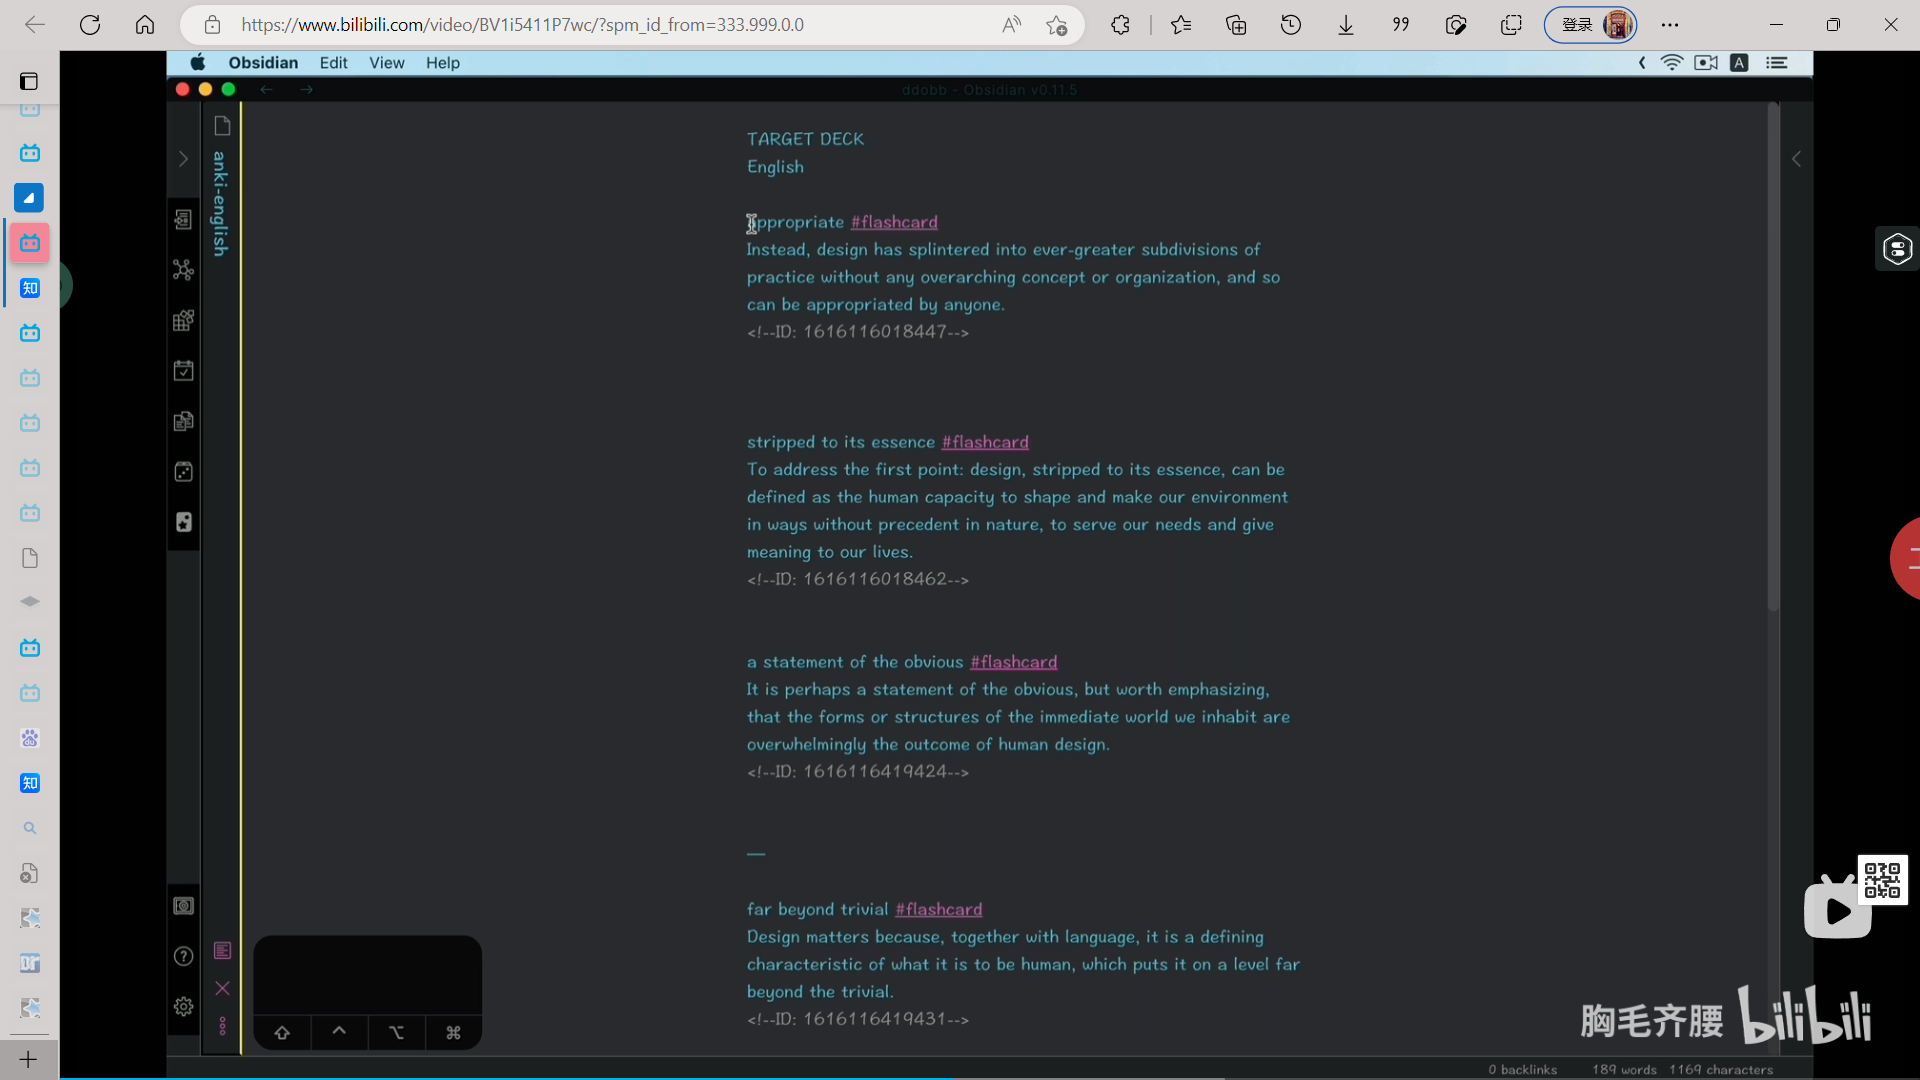 https://www.bilibili.com/video/BV1i5411P7wc/?spm_id_from=333.999.0.0
登录
Obsidian File Edit View Help
ddobb - Obsidian v0.11.5
anki-english
TARGET DECK
English
appropriate #flashcard
Instead, design has splintered into ever-greater subdivisions of
practice without any overarching concept or organization, and so
can be appropriated by anyone.
<!--ID: 1616116018447-->
stripped to its essence #flashcard
To address the first point: design, stripped to its essence, can be
defined as the human capacity to shape and make our environment
in ways without precedent in nature, to serve our needs and give
meaning to our lives.
<!--ID: 1616116018462-->
a statement of the obvious #flashcard
It is perhaps a statement of the obvious, but worth emphasizing,
that the forms or structures of the immediate world we inhabit are
overwhelmingly the outcome of human design.
<!--ID: 1616116419424-->
—
far beyond trivial #flashcard
Design matters because, together with language, it is a defining
characteristic of what it is to be human, which puts it on a level far
beyond the trivial.
<!--ID: 1616116419431-->
胸毛齐腰 bilibili
0 backlinks 189 words 1169 characters
知
知